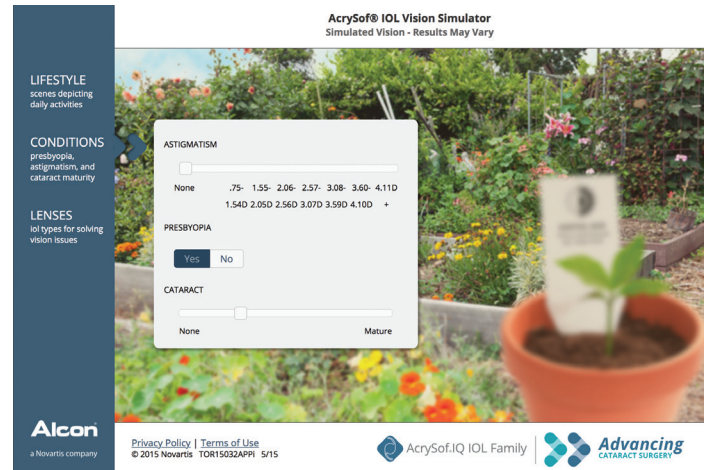 AcrySof® IOL Vision Simulator
Simulated Vision - Results May Vary
LIFESTYLE
scenes depicting
daily activities
CONDITIONS
presbyopia,
astigmatism, and
cataract maturity
LENSES
iol types for solving
vision issues
ASTIGMATISM
None .75- 1.55- 2.06- 2.57- 3.08- 3.60- 4.11D
1.54D 2.05D 2.56D 3.07D 3.59D 4.10D +
PRESBYOPIA
Yes No
CATARACT
None Mature
Alcon
a Novartis company
Privacy Policy | Terms of Use
© 2015 Novartis TOR15032APPi 5/15
AcrySof.IQ IOL Family
Advancing
CATARACT SURGERY